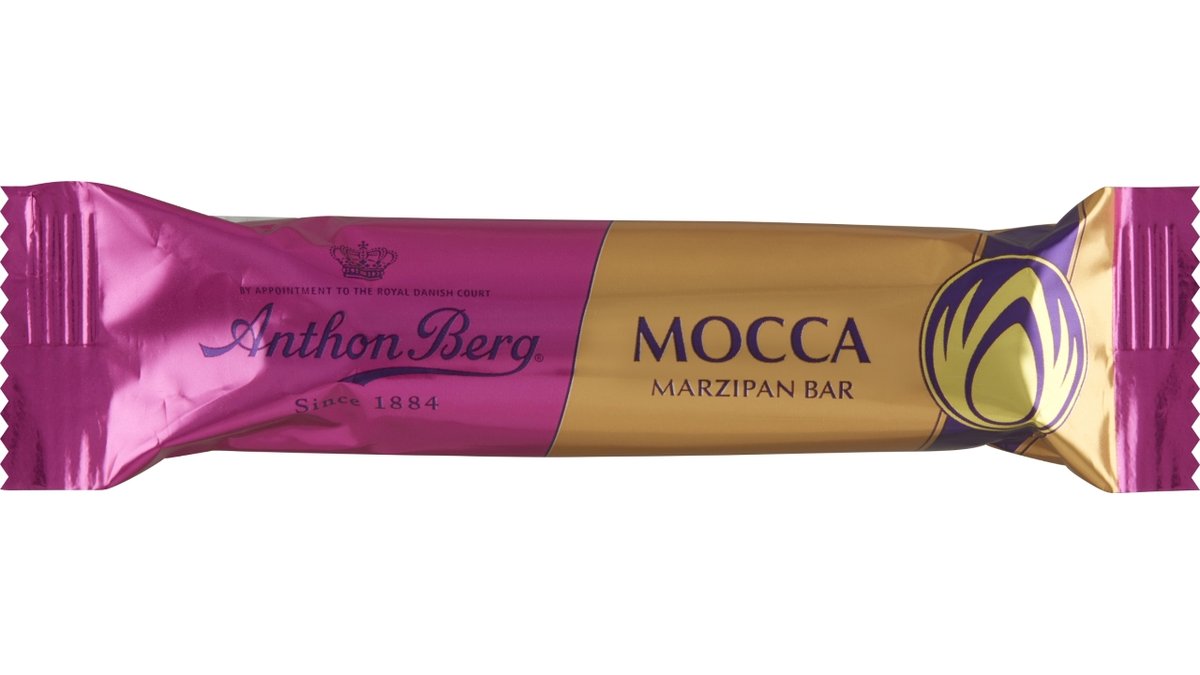 BY APPOINTMENT TO THE ROYAL DANISH COURT
Anthon Berg®
Since 1884
MOCCA
MARZIPAN BAR